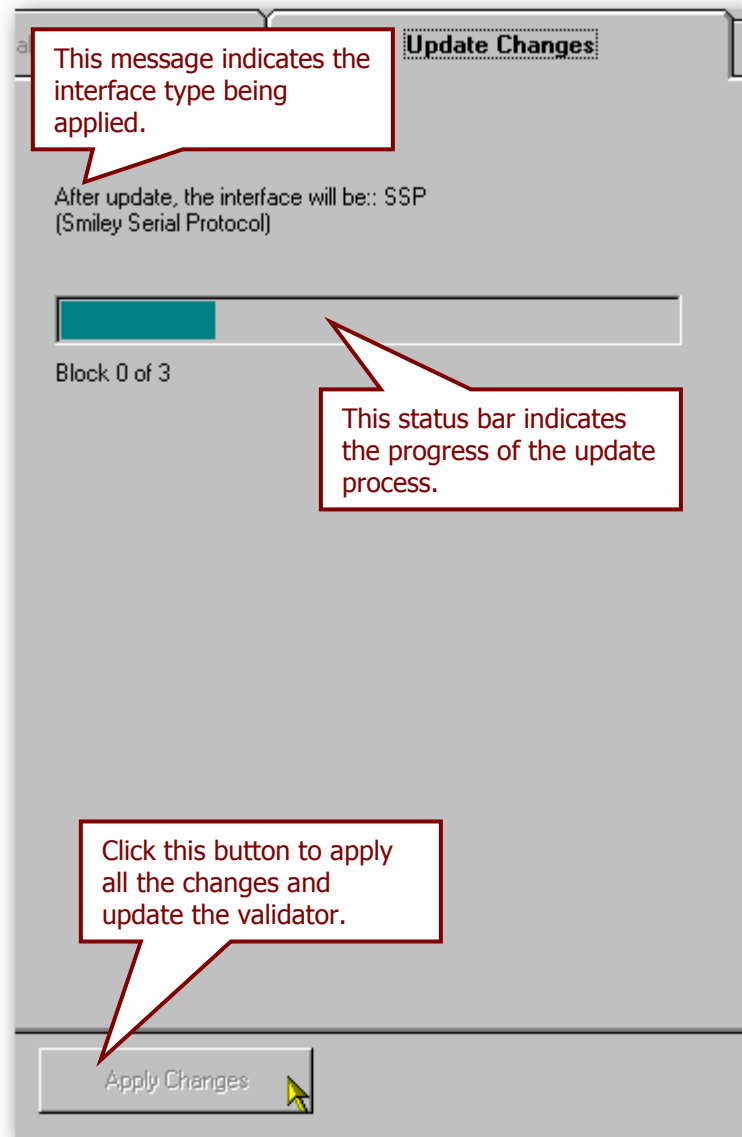 Update Changes
This message indicates the
interface type being
applied.
After update, the interface will be:: SSP
(Smiley Serial Protocol)
Block 0 of 3
This status bar indicates
the progress of the update
process.
Click this button to apply
all the changes and
update the validator.
Apply Changes